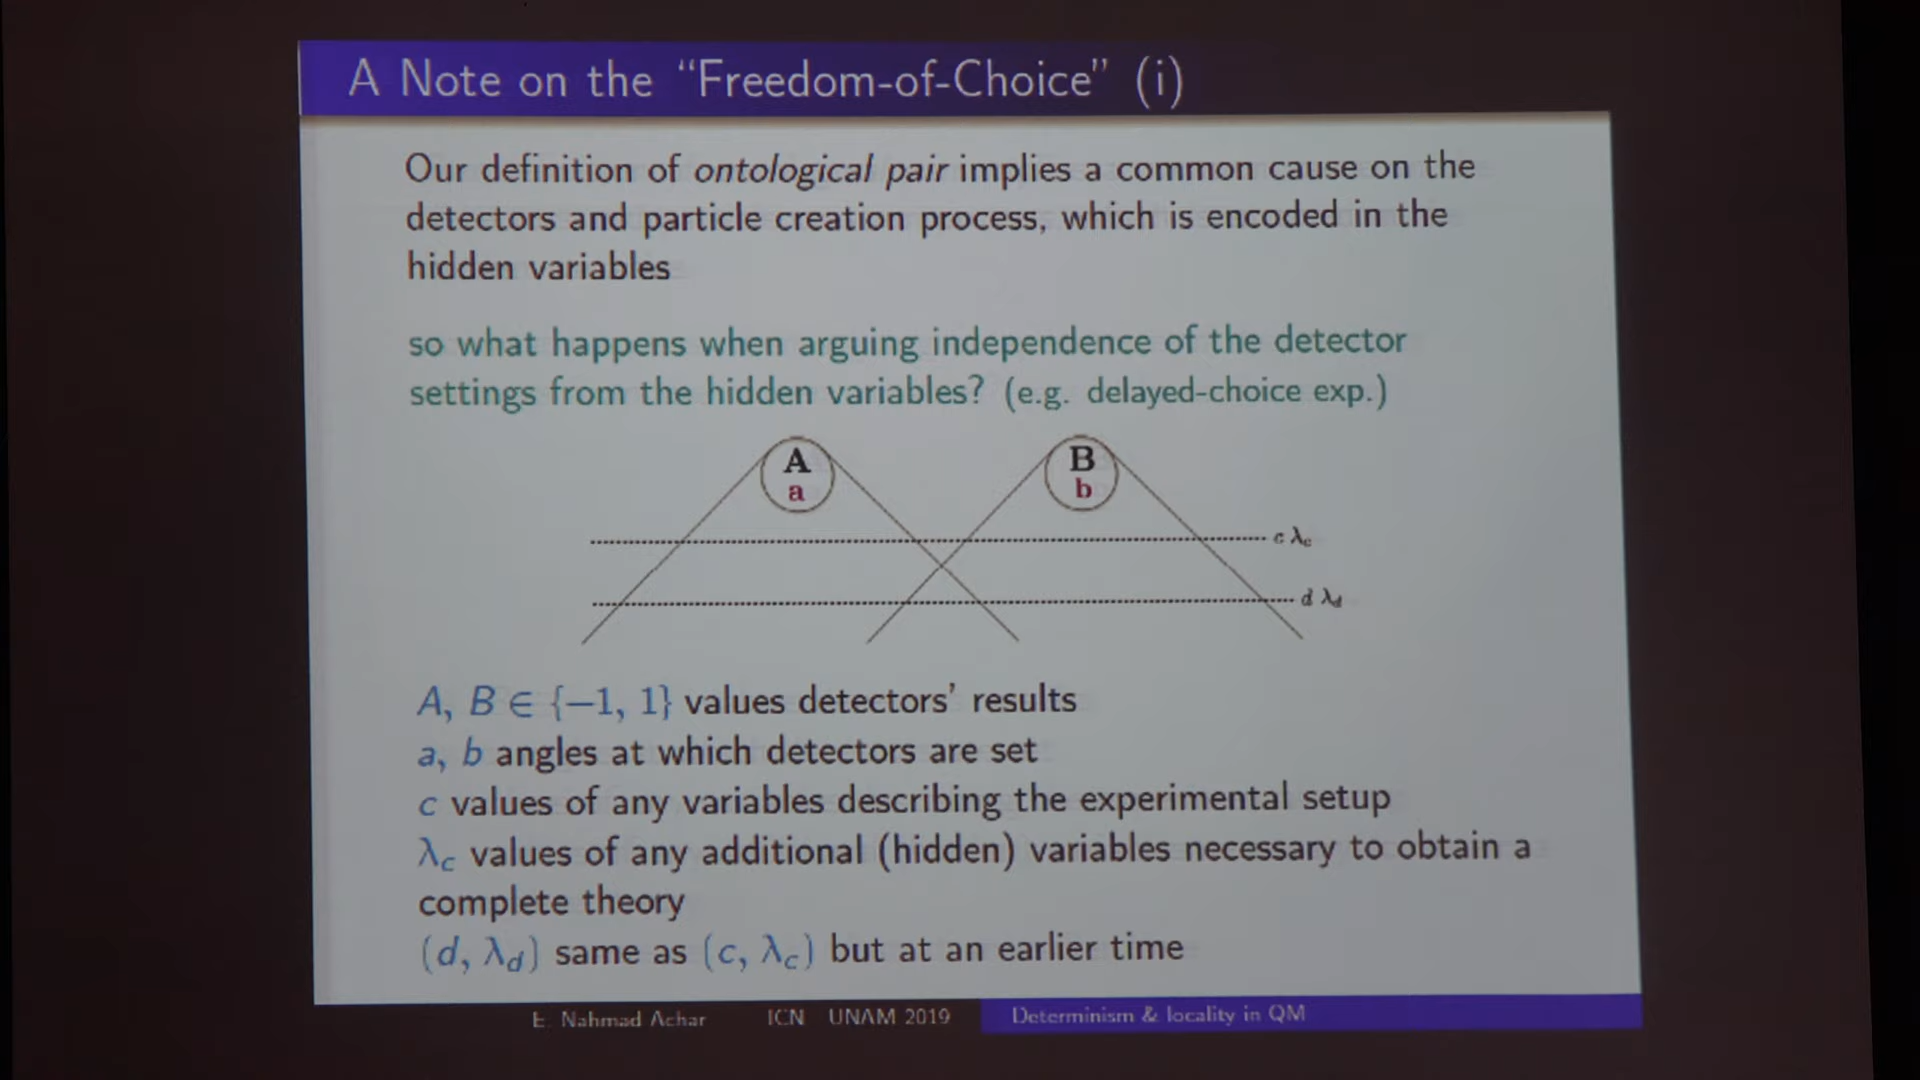 A Note on the “Freedom-of-Choice” (i)
Our definition of ontological pair implies a common cause on the
detectors and particle creation process, which is encoded in the
hidden variables
so what happens when arguing independence of the detector
settings from the hidden variables? (e.g. delayed-choice exp.)
A B
a b
c λc
d λd
A, B ∈ {−1, 1} values detectors’ results
a, b angles at which detectors are set
c values of any variables describing the experimental setup
λc values of any additional (hidden) variables necessary to obtain a
complete theory
(d, λd) same as (c, λc) but at an earlier time
E. Nahmad Achar ICN UNAM 2019 Determinism & locality in QM